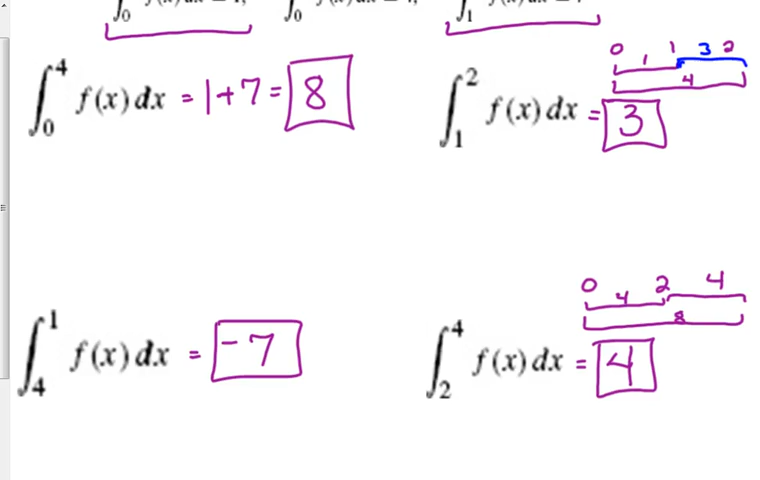 ∫₀⁴ f(x) dx = 1+7 = 8
0 1 3 2
1
4
∫₁² f(x) dx = 3
∫₄¹ f(x) dx = -7
0 2 4
4
8
∫₂⁴ f(x) dx = 4